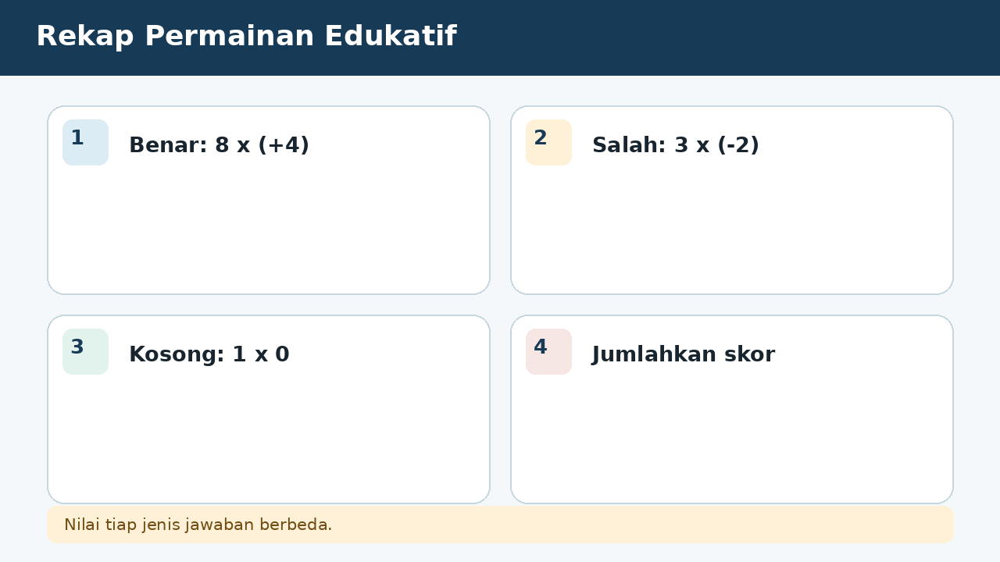 Rekap Permainan Edukatif
1
Benar: 8 x (+4)
2
Salah: 3 x (-2)
3
Kosong: 1 x 0
4
Jumlahkan skor
Nilai tiap jenis jawaban berbeda.